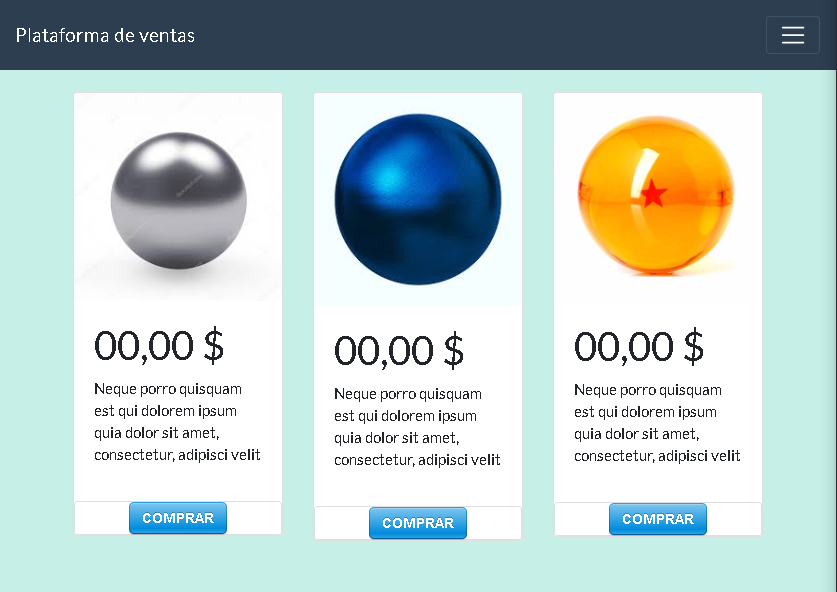 Plataforma de ventas
00,00 $
Neque porro quisquam
est qui dolorem ipsum
quia dolor sit amet,
consectetur, adipisci velit
COMPRAR
00,00 $
Neque porro quisquam
est qui dolorem ipsum
quia dolor sit amet,
consectetur, adipisci velit
COMPRAR
00,00 $
Neque porro quisquam
est qui dolorem ipsum
quia dolor sit amet,
consectetur, adipisci velit
COMPRAR